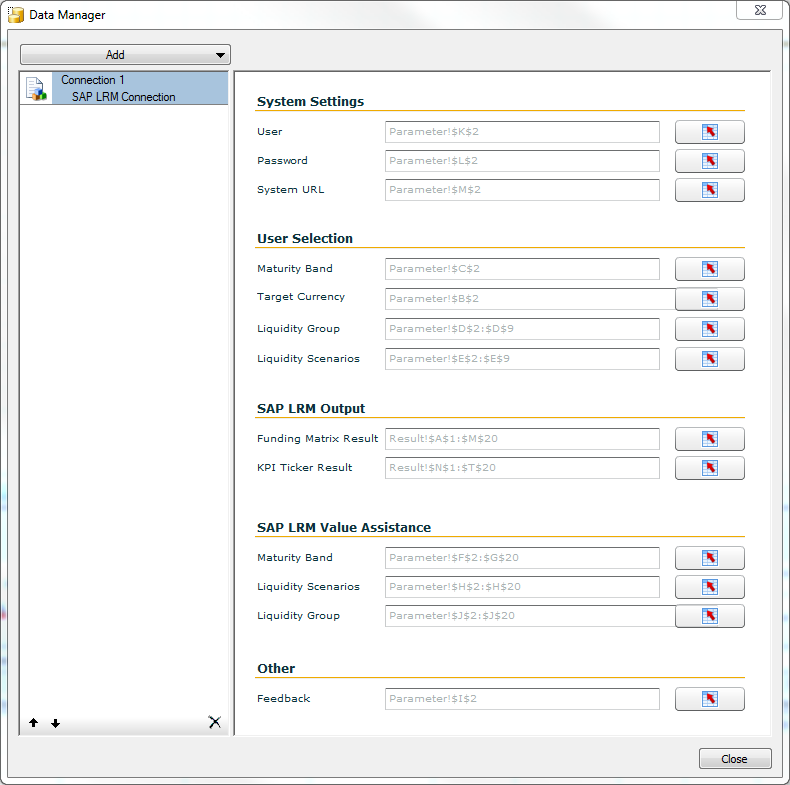 Data Manager
Add
Connection 1
SAP LRM Connection
System Settings
User Parameter!$K$2
Password Parameter!$L$2
System URL Parameter!$M$2
User Selection
Maturity Band Parameter!$C$2
Target Currency Parameter!$B$2
Liquidity Group Parameter!$D$2:$D$9
Liquidity Scenarios Parameter!$E$2:$E$9
SAP LRM Output
Funding Matrix Result Result!$A$1:$M$20
KPI Ticker Result Result!$N$1:$T$20
SAP LRM Value Assistance
Maturity Band Parameter!$F$2:$G$20
Liquidity Scenarios Parameter!$H$2:$H$20
Liquidity Group Parameter!$J$2:$J$20
Other
Feedback Parameter!$I$2
Close